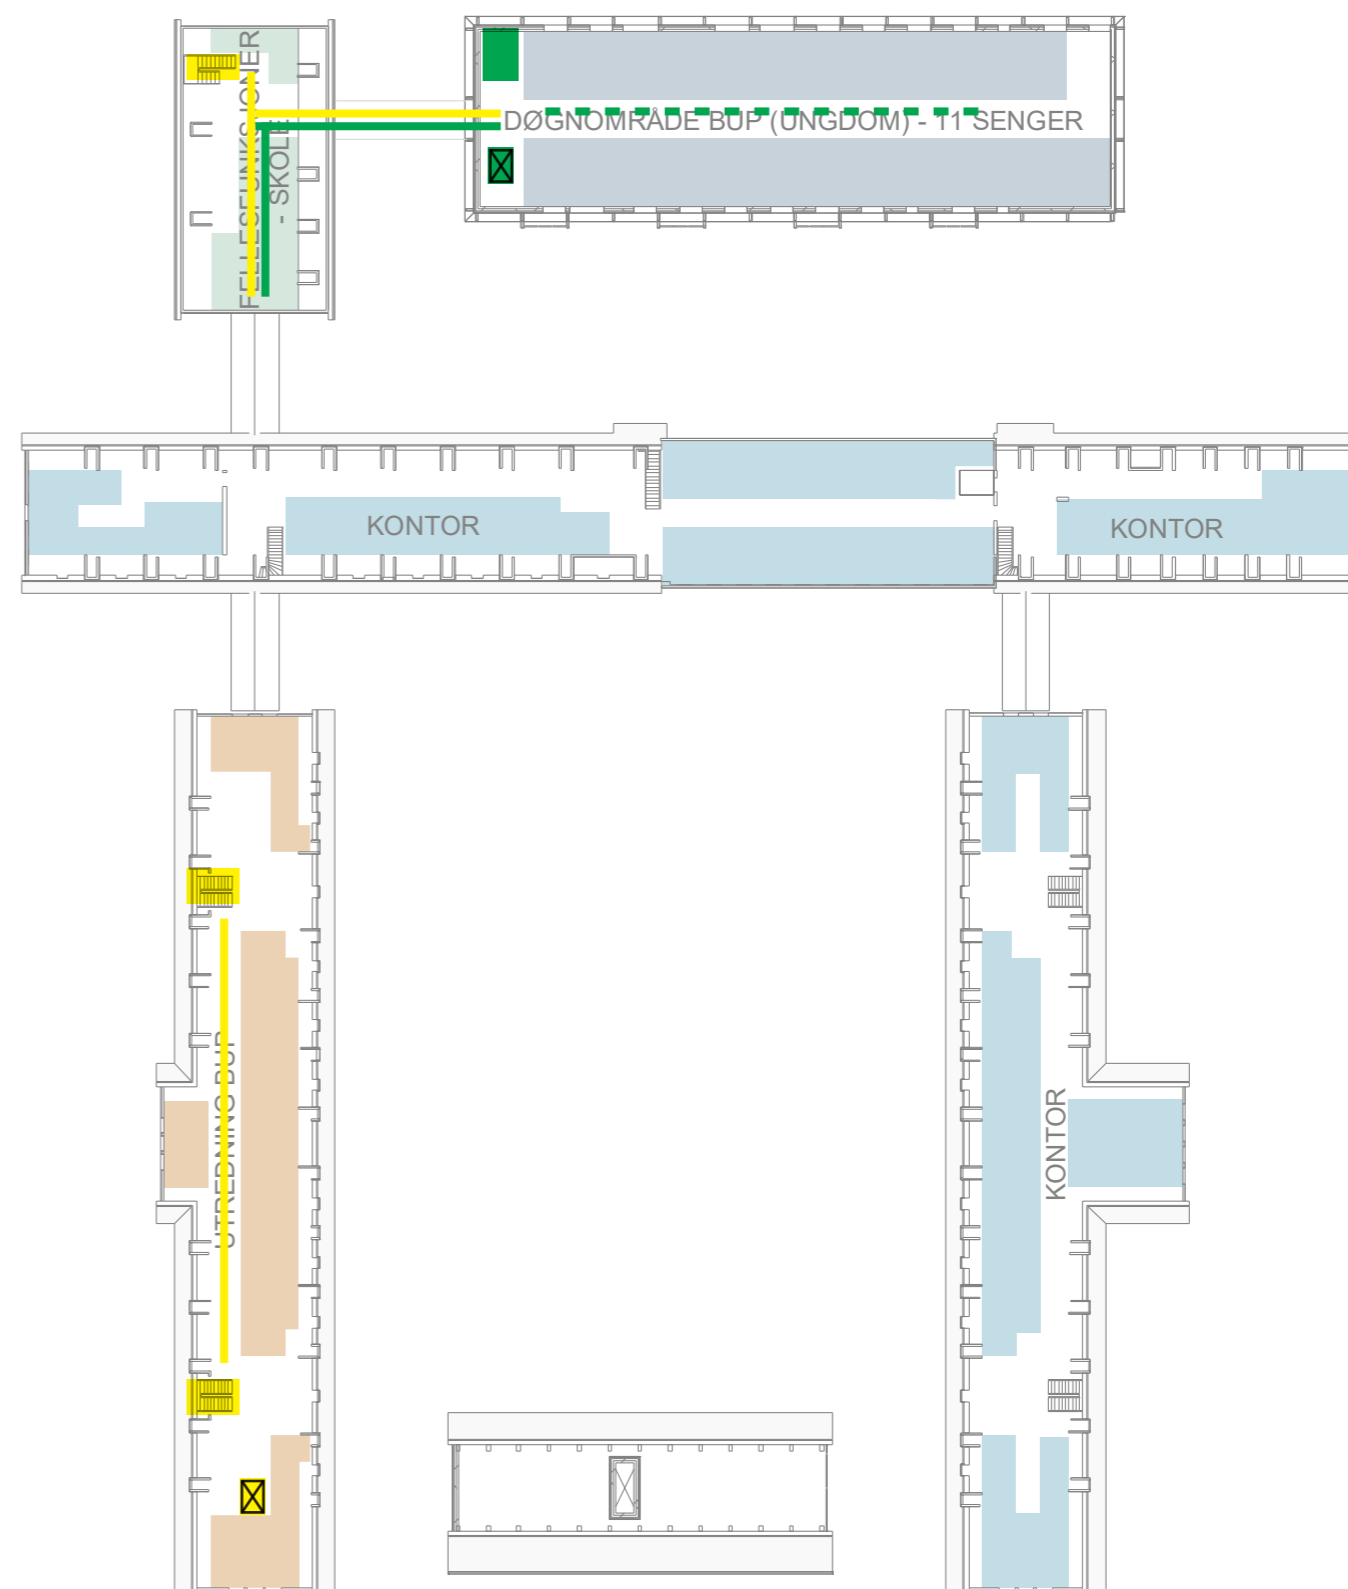 FELLESFUNKSJONER
- SKOLE
DØGNOMRÅDE BUP (UNGDOM) - 11 SENGER
KONTOR
KONTOR
UTREDNING BUP
KONTOR